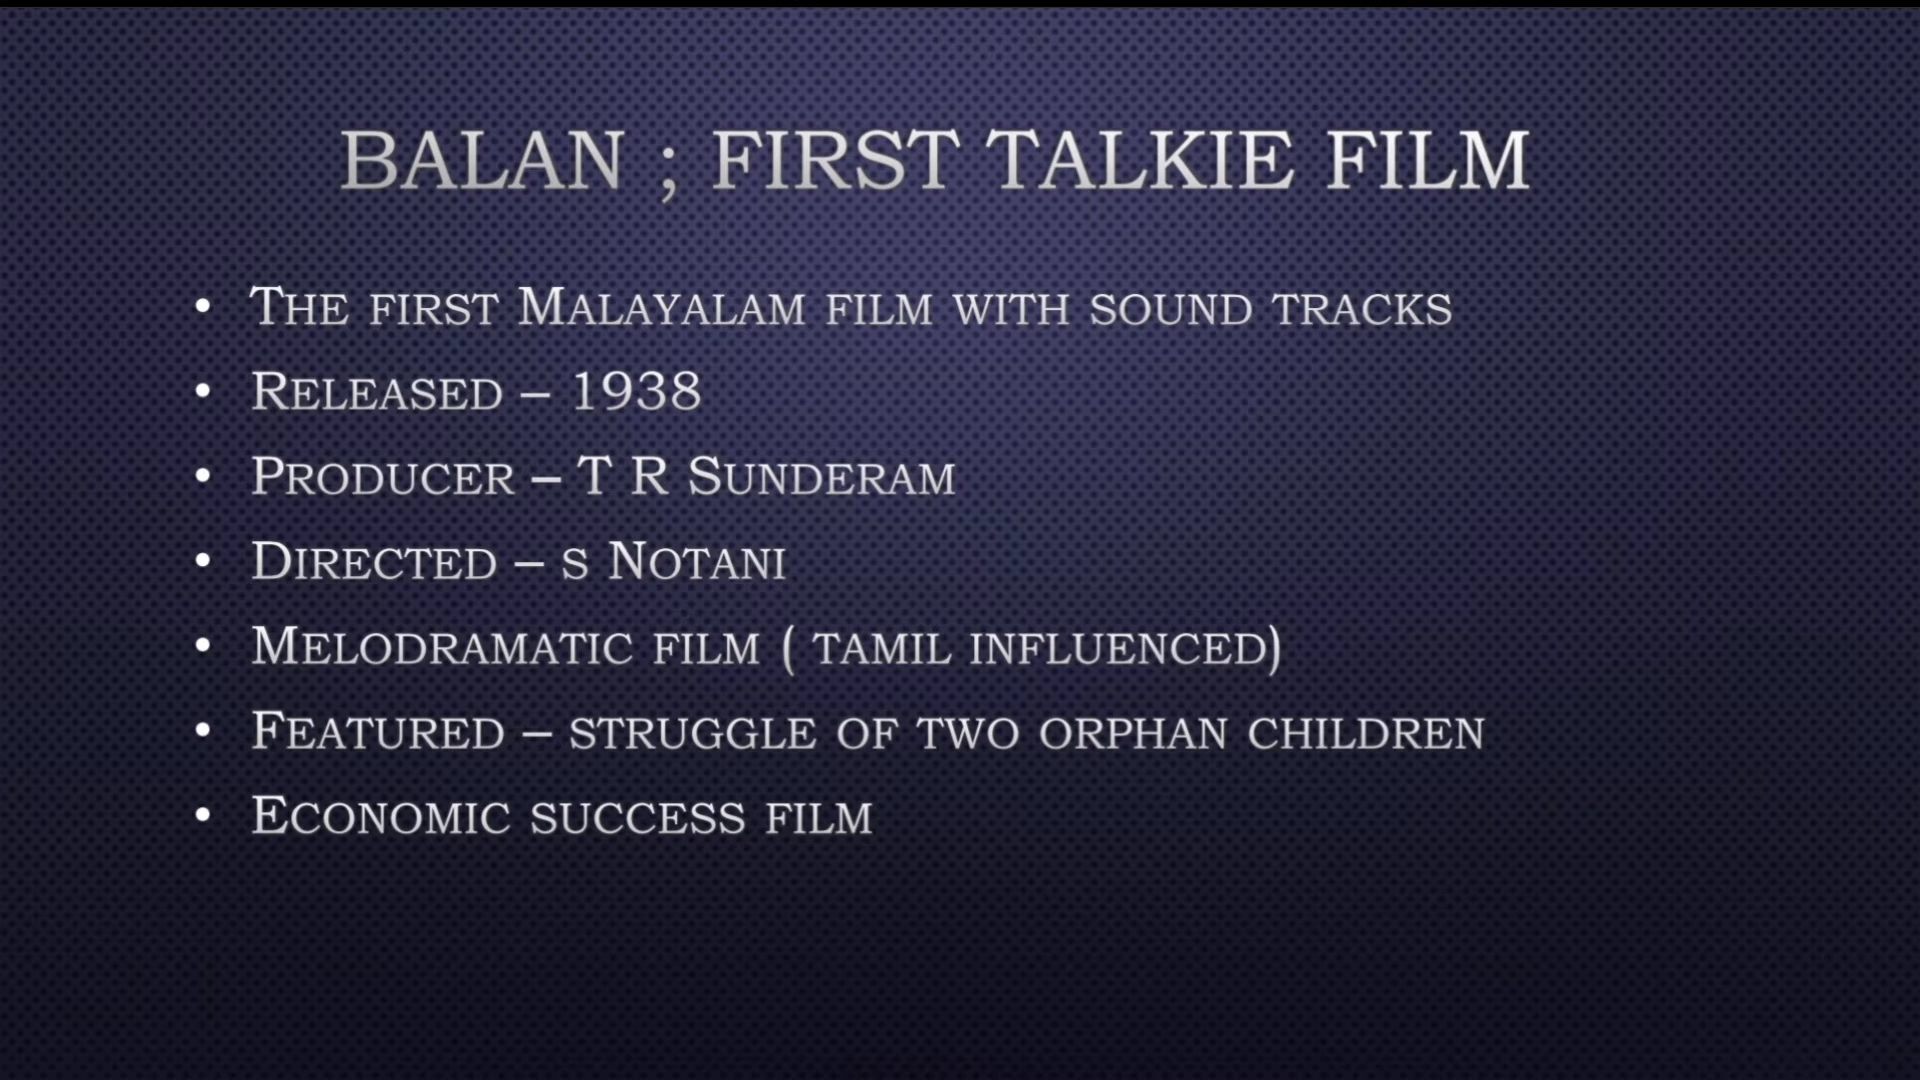 BALAN ; FIRST TALKIE FILM
• The first Malayalam film with sound tracks
• Released – 1938
• Producer – T R Sunderam
• Directed – s Notani
• Melodramatic film ( tamil influenced)
• Featured – struggle of two orphan children
• Economic success film